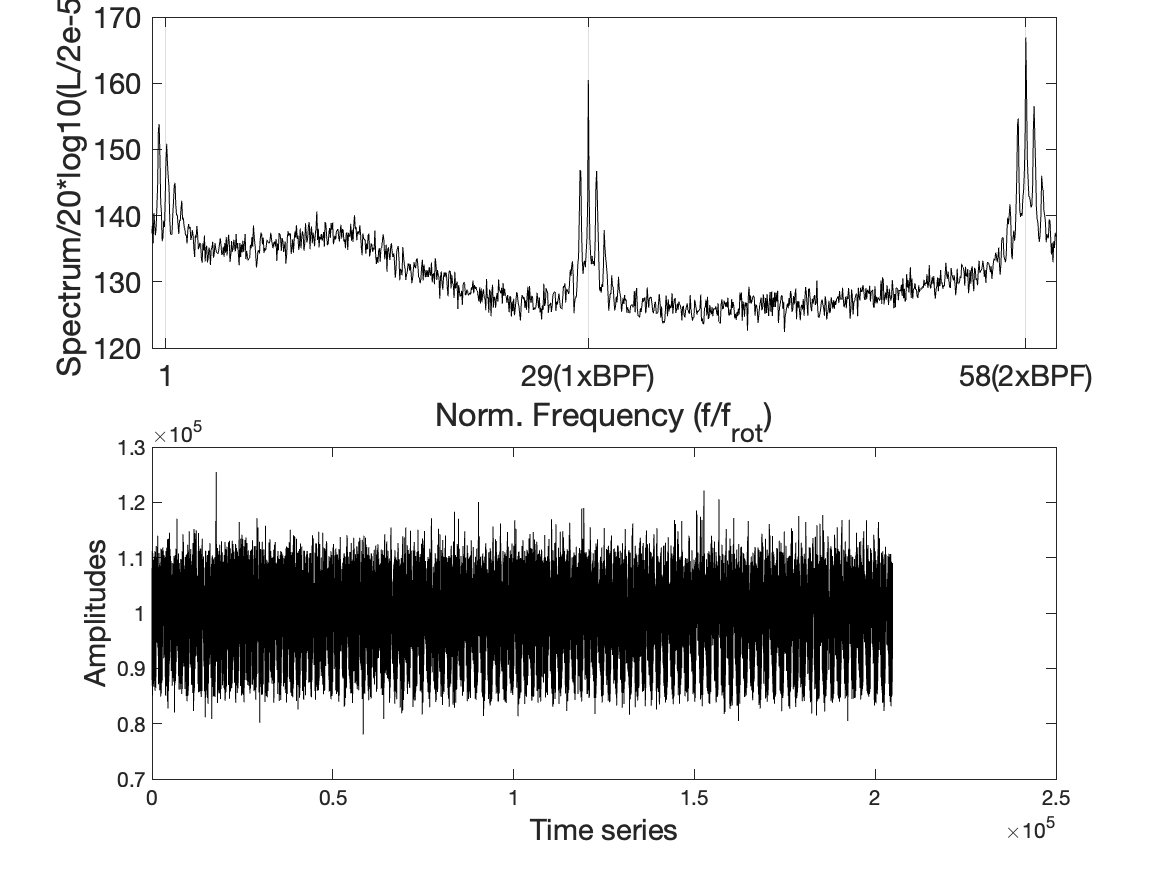 Spectrum/20*log10(L/2e-5
170
160
150
140
130
120
1 29(1xBPF) 58(2xBPF)
Norm. Frequency (f/frot)
×10^5
Amplitudes
1.3
1.2
1.1
1
0.9
0.8
0.7
0 0.5 1 1.5 2 2.5
Time series
×10^5